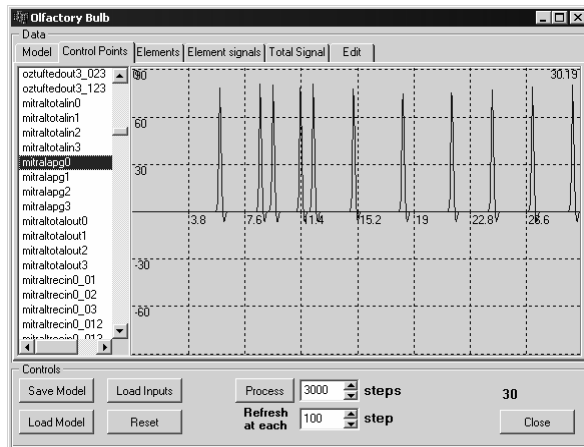 Olfactory Bulb
Data
Model Control Points Elements Element signals Total Signal Edit
oztuftedout3_023
oztuftedout3_123
mitraltotalin0
mitraltotalin1
mitraltotalin2
mitraltotalin3
mitralapg0
mitralapg1
mitralapg2
mitralapg3
mitraltotalout0
mitraltotalout1
mitraltotalout2
mitraltotalout3
mitraltrecin0_01
mitraltrecin0_02
mitraltrecin0_03
mitraltrecin0_012
mitraltrecin0_013
90 30.19
60
30
3.8 7.6 11.4 15.2 19 22.8 26.6
-30
-60
Controls
Save Model Load Inputs Process 3000 steps 30
Load Model Reset Refresh at each 100 step Close